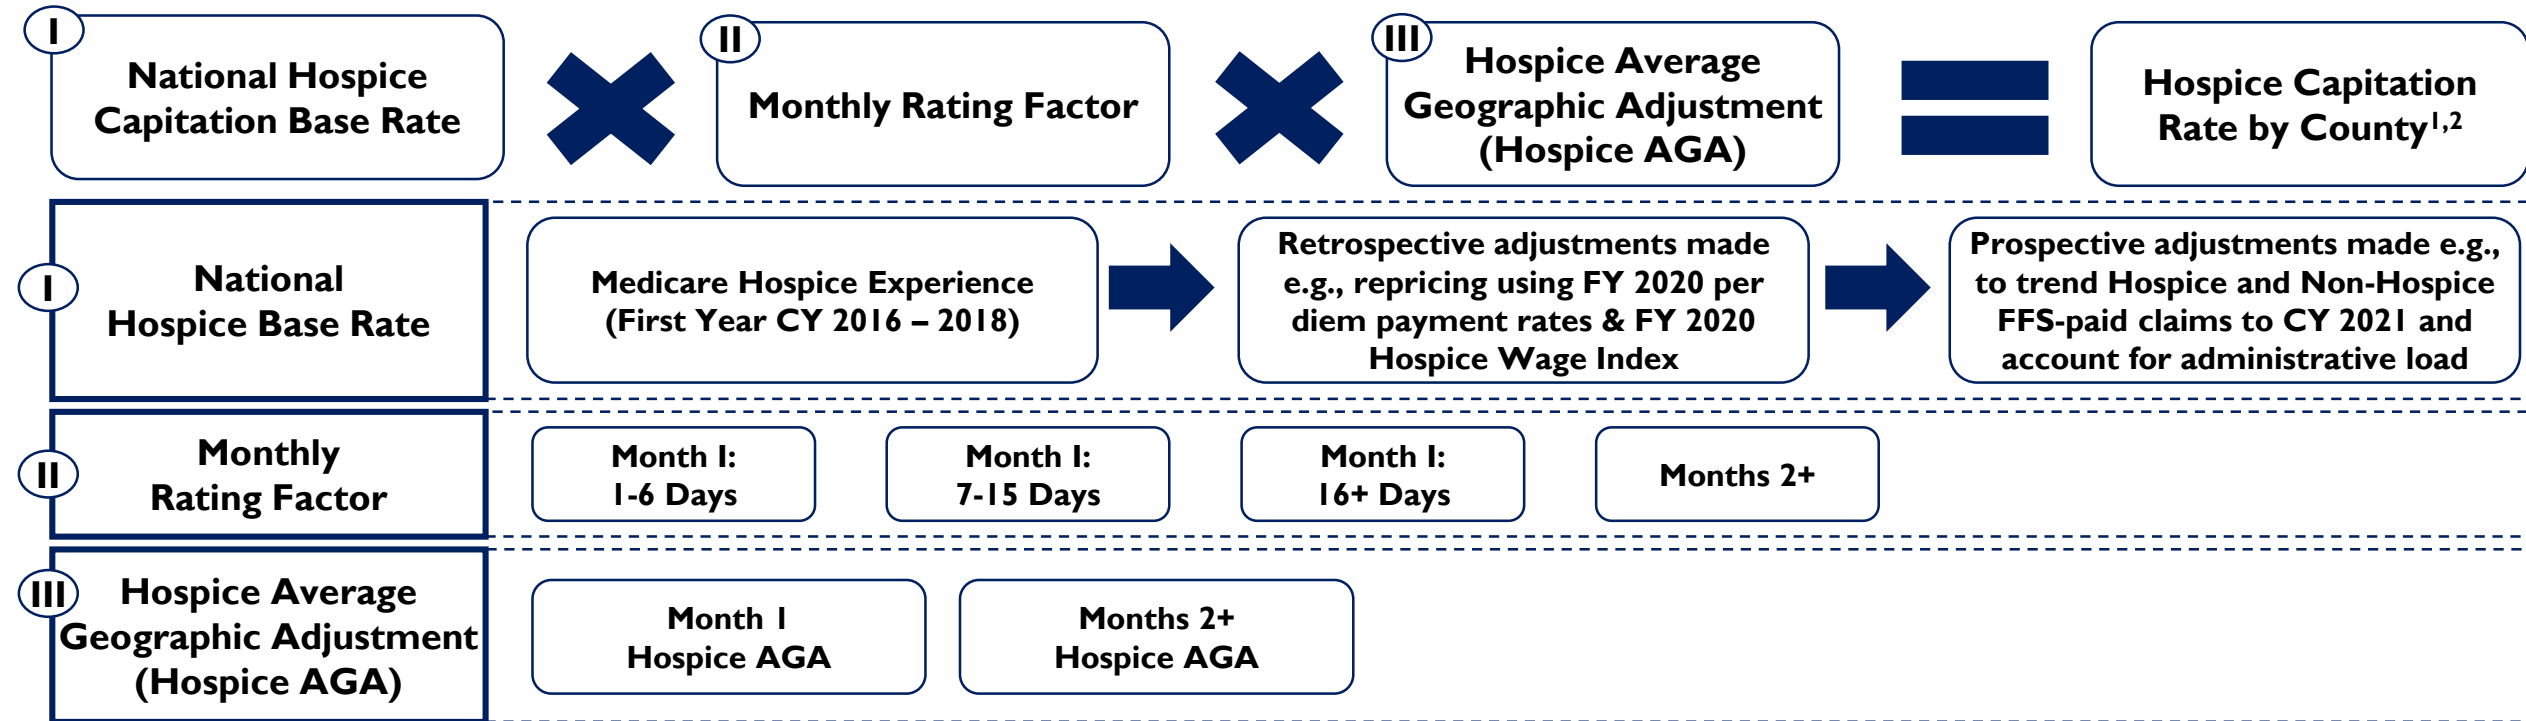 I
National Hospice
Capitation Base Rate
II
Monthly Rating Factor
III
Hospice Average
Geographic Adjustment
(Hospice AGA)
Hospice Capitation
Rate by County1,2
I
National
Hospice Base Rate
Medicare Hospice Experience
(First Year CY 2016 – 2018)
Retrospective adjustments made
e.g., repricing using FY 2020 per
diem payment rates & FY 2020
Hospice Wage Index
Prospective adjustments made e.g.,
to trend Hospice and Non-Hospice
FFS-paid claims to CY 2021 and
account for administrative load
II
Monthly
Rating Factor
Month 1:
1-6 Days
Month 1:
7-15 Days
Month 1:
16+ Days
Months 2+
III
Hospice Average
Geographic Adjustment
(Hospice AGA)
Month 1
Hospice AGA
Months 2+
Hospice AGA